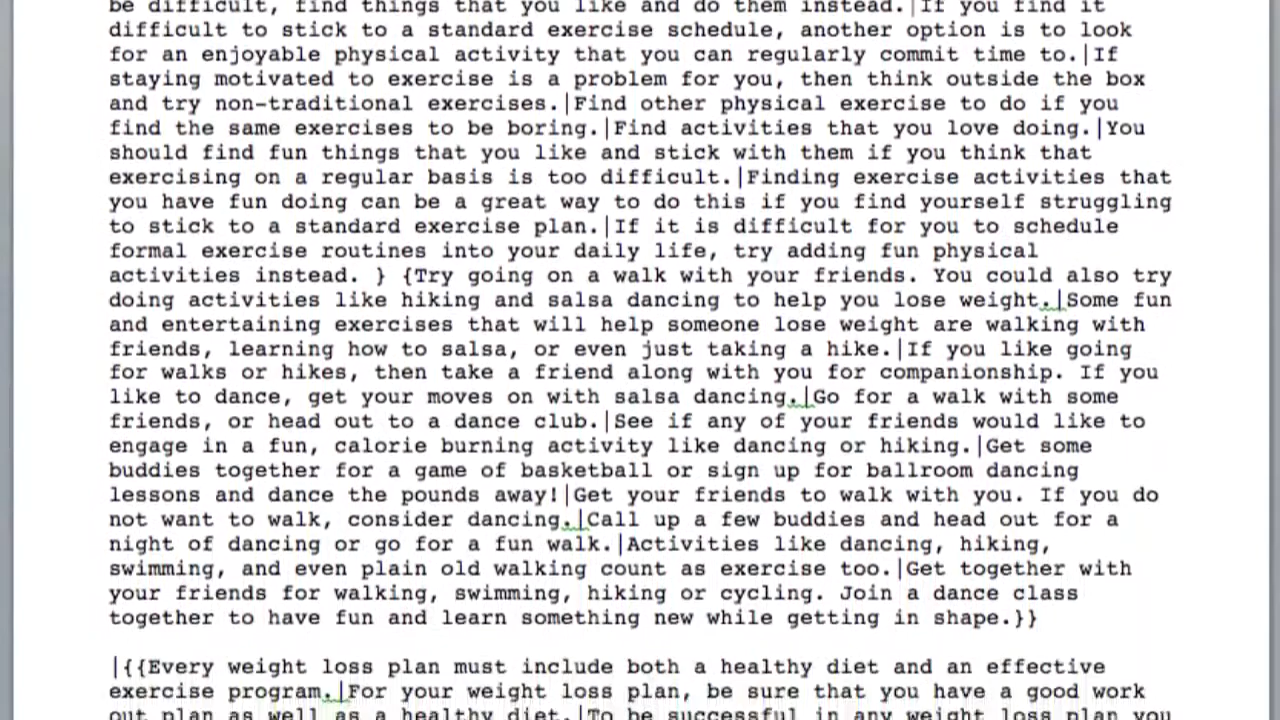 be difficult, find things that you like and do them instead.|If you find it
difficult to stick to a standard exercise schedule, another option is to look
for an enjoyable physical activity that you can regularly commit time to.|If
staying motivated to exercise is a problem for you, then think outside the box
and try non-traditional exercises.|Find other physical exercise to do if you
find the same exercises to be boring.|Find activities that you love doing.|You
should find fun things that you like and stick with them if you think that
exercising on a regular basis is too difficult.|Finding exercise activities that
you have fun doing can be a great way to do this if you find yourself struggling
to stick to a standard exercise plan.|If it is difficult for you to schedule
formal exercise routines into your daily life, try adding fun physical
activities instead. } {Try going on a walk with your friends. You could also try
doing activities like hiking and salsa dancing to help you lose weight.|Some fun
and entertaining exercises that will help someone lose weight are walking with
friends, learning how to salsa, or even just taking a hike.|If you like going
for walks or hikes, then take a friend along with you for companionship. If you
like to dance, get your moves on with salsa dancing.|Go for a walk with some
friends, or head out to a dance club.|See if any of your friends would like to
engage in a fun, calorie burning activity like dancing or hiking.|Get some
buddies together for a game of basketball or sign up for ballroom dancing
lessons and dance the pounds away!|Get your friends to walk with you. If you do
not want to walk, consider dancing.|Call up a few buddies and head out for a
night of dancing or go for a fun walk.|Activities like dancing, hiking,
swimming, and even plain old walking count as exercise too.|Get together with
your friends for walking, swimming, hiking or cycling. Join a dance class
together to have fun and learn something new while getting in shape.}}
|{{Every weight loss plan must include both a healthy diet and an effective
exercise program.|For your weight loss plan, be sure that you have a good work
out plan as well as a healthy diet.|To be successful in any weight loss plan you